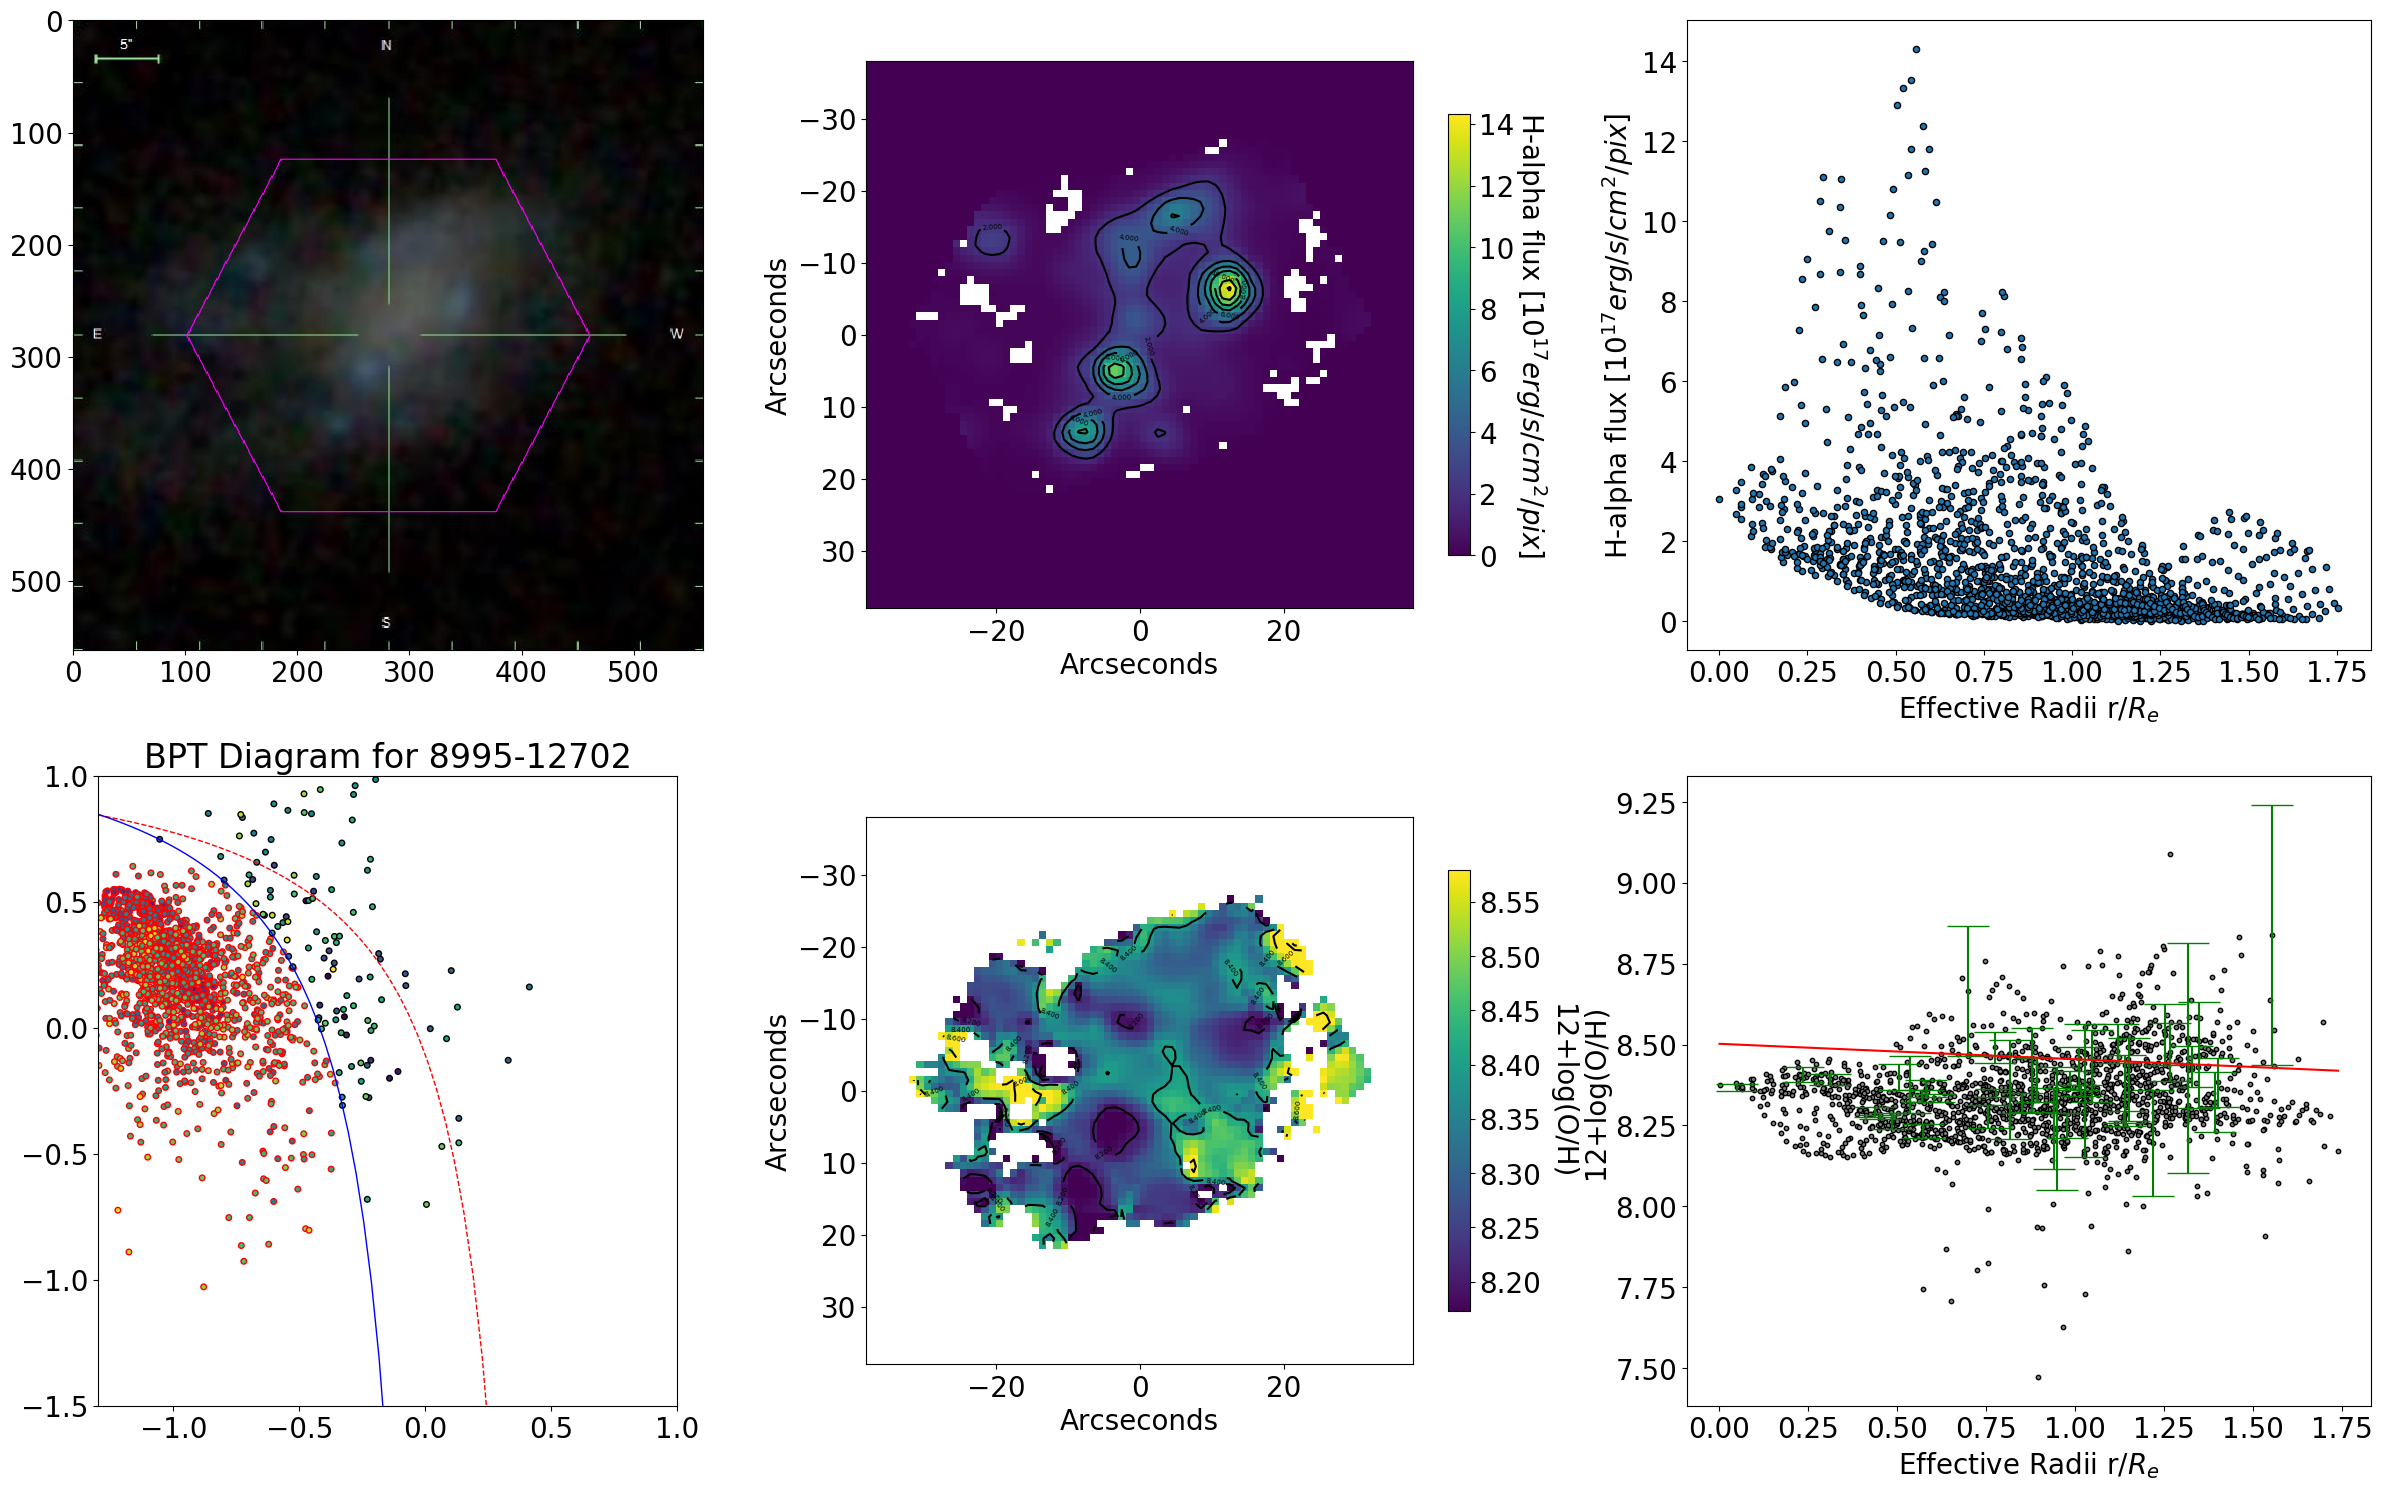 0
100
200
300
400
500
5"
N
E
W
S
0 100 200 300 400 500
Arcseconds
−30
−20
−10
0
10
20
30
−20 0 20
Arcseconds
14
12
10
8
6
4
2
0
H-alpha flux [10^17 erg/s/cm^2/pix]
H-alpha flux [10^17 erg/s/cm^2/pix]
14
12
10
8
6
4
2
0
0.00 0.25 0.50 0.75 1.00 1.25 1.50 1.75
Effective Radii r/R_e
BPT Diagram for 8995-12702
1.0
0.5
0.0
−0.5
−1.0
−1.5
−1.0 −0.5 0.0 0.5 1.0
Arcseconds
−30
−20
−10
0
10
20
30
−20 0 20
Arcseconds
8.55
8.50
8.45
8.40
8.35
8.30
8.25
8.20
12+log(O/H)
12+log(O/H)
9.25
9.00
8.75
8.50
8.25
8.00
7.75
7.50
0.00 0.25 0.50 0.75 1.00 1.25 1.50 1.75
Effective Radii r/R_e